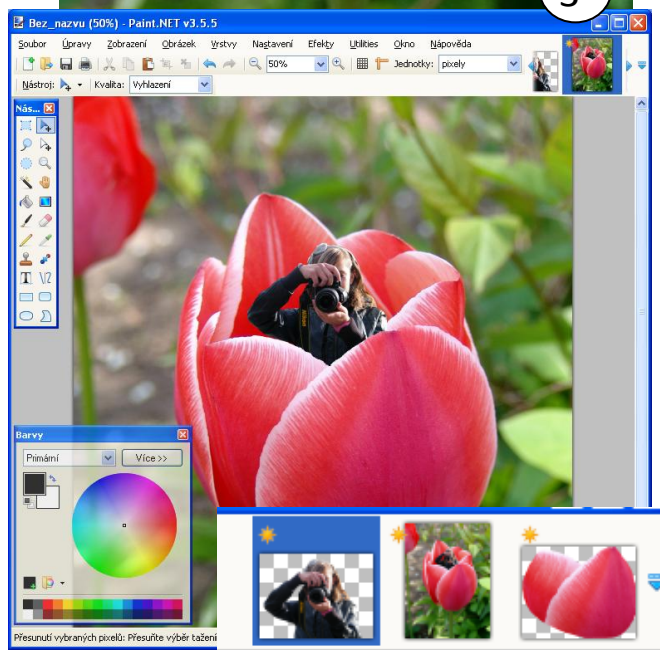 Bez_nazvu (50%) - Paint.NET v3.5.5
Soubor Úpravy Zobrazení Obrázek Vrstvy Nastavení Efekty Utilities Okno Nápověda
50% Jednotky: pixely
Nástroj: Kvalita: Vyhlazení
Nás...
Barvy
Primární Více >>
Přesunutí vybraných pixelů: Přesuňte výběr tažení